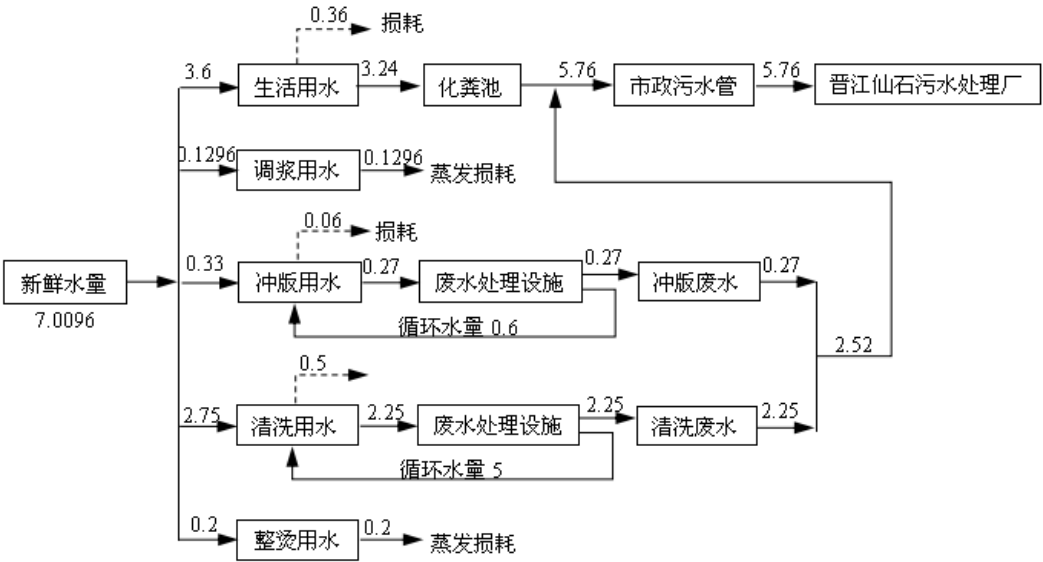 0.36
损耗
3.6
生活用水
3.24
化粪池
5.76
市政污水管
5.76
晋江仙石污水处理厂
0.1296
调浆用水
0.1296
蒸发损耗
0.06
损耗
新鲜水量
7.0096
0.33
冲版用水
0.27
废水处理设施
0.27
冲版废水
0.27
循环水量 0.6
2.52
0.5
2.75
清洗用水
2.25
废水处理设施
2.25
清洗废水
2.25
循环水量 5
0.2
整烫用水
0.2
蒸发损耗